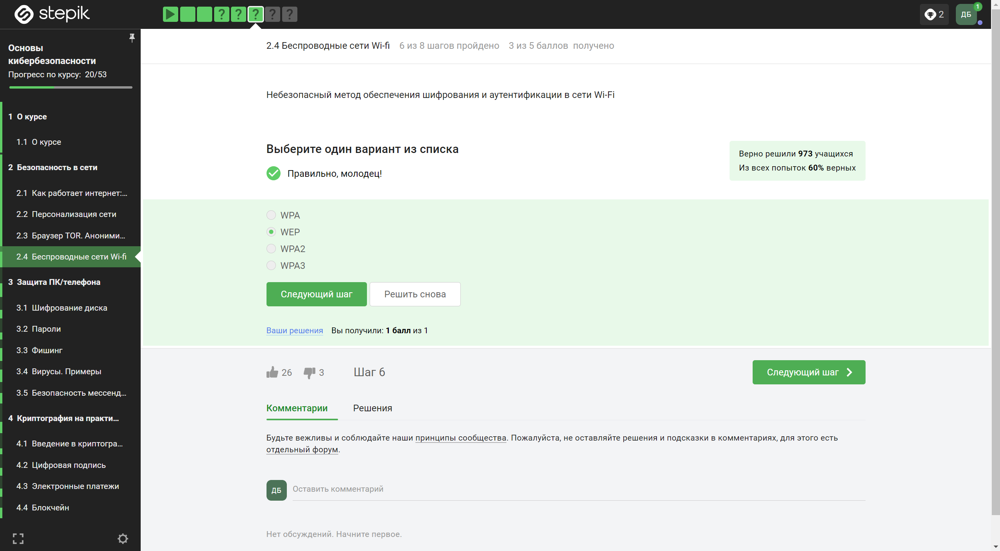 stepik
?
?
?
?
?
2
ДБ
1
Основы
кибербезопасности
Прогресс по курсу: 20/53
1 О курсе
1.1 О курсе
2 Безопасность в сети
2.1 Как работает интернет:...
2.2 Персонализация сети
2.3 Браузер TOR. Аноними...
2.4 Беспроводные сети Wi-fi
3 Защита ПК/телефона
3.1 Шифрование диска
3.2 Пароли
3.3 Фишинг
3.4 Вирусы. Примеры
3.5 Безопасность мессенд...
4 Криптография на практи...
4.1 Введение в криптогра...
4.2 Цифровая подпись
4.3 Электронные платежи
4.4 Блокчейн
2.4 Беспроводные сети Wi-fi 6 из 8 шагов пройдено 3 из 5 баллов получено
Небезопасный метод обеспечения шифрования и аутентификации в сети Wi-Fi
Выберите один вариант из списка
Правильно, молодец!
Верно решили 973 учащихся
Из всех попыток 60% верных
WPA
WEP
WPA2
WPA3
Следующий шаг
Решить снова
Ваши решения Вы получили: 1 балл из 1
26 3 Шаг 6
Следующий шаг
Комментарии Решения
Будьте вежливы и соблюдайте наши принципы сообщества. Пожалуйста, не оставляйте решения и подсказки в комментариях, для этого есть
отдельный форум.
ДБ
Оставить комментарий
Нет обсуждений. Начните первое.